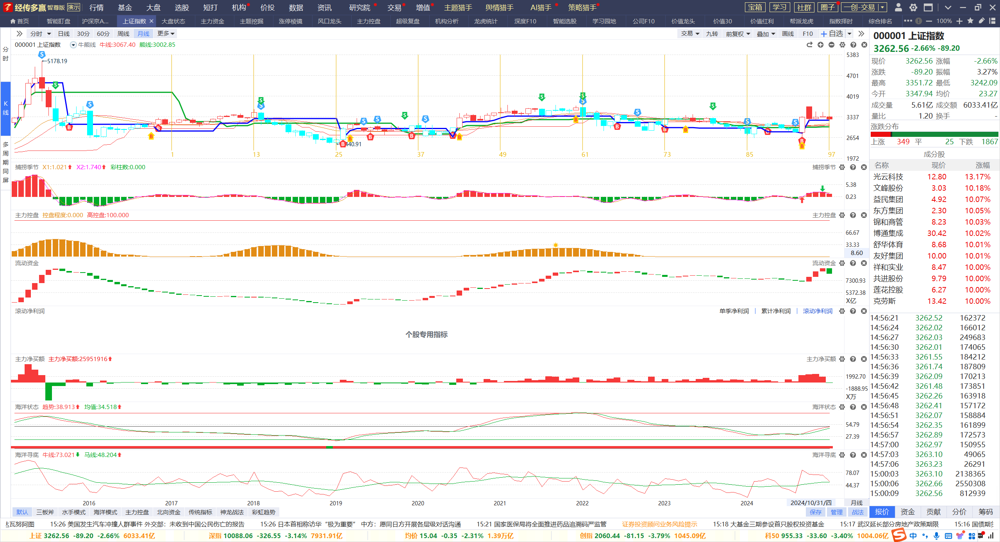 经传多赢 智尊版 演示 行情 基金 大盘 选股 短打 机构 价投 数据 资讯 研究院 交易 增值 主题猎手 舆情猎手 AI猎手 策略猎手 宝箱 学习 社群 圈子 一创-交易
首页 智能盯盘 沪深京A... 上证指数 大盘状态 主力资金 主题挖掘 涨停棱镜 风口龙头 主力控盘 超级复盘 机构分析 龙虎统计 深度F10 智能选股 学习园地 公司F10 价值龙头 价值30 价值红利 帮派龙虎 指数择时 综合排名 100%
分时 日线 30分 60分 周线 月线 更多 交易 九转 前复权 叠加 画线 F10 自选
分时
K线
多周期同屏
000001 上证指数 牛熊线 牛线:3067.40 熊线:3002.85
5178.19
440.91
5383
4701
4019
3337
2654
1972
1 13 25 37 49 61 73 85 97
捕捞季节 X1:1.021 X2:1.740 彩柱数:0.000 捕捞季节
5.38
0.23
主力控盘 控盘程度:0.000 高控盘:100.000 主力控盘
66.67
33.33
8.60
流动资金 流动资金
7300.93
5372.38
X亿
滚动净利润 单季净利润 累计净利润 滚动净利润
个股专用指标
主力净买额 主力净买额:25951916 主力净买额
1992.70
-1888.95
X万
海洋状态 趋势:38.913 均值:34.518 海洋状态
54.79
27.39
海洋寻底 牛线:73.021 马线:48.204 海洋寻底
78.07
44.37
2016 2017 2018 2019 2020 2021 2022 2023 2024 2024/10/31/四 月线
默认 三板斧 水手模式 海洋模式 主力控盘 北向资金 传统指标 神龙战法 彩虹趋势 保存 管理 战法
000001 上证指数
3262.56 -2.66% -89.20
现价 3262.56 涨幅 -2.66%
涨跌 -89.20 振幅 3.27%
最高 3351.72 最低 3242.09
今开 3347.94 均价 23.27
成交量 5.61亿 成交额 6033.41亿
量比 1.20 换手 -
涨跌分布
上涨 349 平 25 下跌 1867
成分股
名称 现价 涨幅
光云科技 12.80 13.17%
文峰股份 3.03 10.18%
益民集团 4.92 10.07%
东方集团 2.30 10.05%
锦和商管 8.23 10.03%
博通集成 30.42 10.02%
舒华体育 8.68 10.01%
友好集团 10.00 10.01%
祥和实业 8.47 10.00%
共进股份 9.79 10.00%
莲花控股 6.27 10.00%
克劳斯 13.42 10.00%
14:56:21 3262.52 162372
14:56:24 3262.02 166012
14:56:27 3262.03 249683
14:56:30 3262.01 174065
14:56:33 3261.55 184212
14:56:36 3261.74 187809
14:56:39 3262.09 170213
14:56:42 3261.48 173851
14:56:45 3262.26 163918
14:56:48 3262.41 157172
14:56:51 3262.07 158884
14:56:54 3262.35 161899
14:56:57 3262.89 172573
14:57:00 3262.97 150955
14:57:03 3263.10 49065
14:57:06 3263.23 26291
15:00:03 3263.10 2138365
15:00:06 3262.66 2550308
15:00:09 3262.56 812939
报价 资金 贡献 分价 筹码
达瓦努阿图 15:26 美国发生汽车冲撞人群事件 外交部：未收到中国公民伤亡的报告 15:26 日本首相称访华“极为重要” 中方：愿同日方开展各层级对话沟通 15:21 国家医保局将全面推进药品追溯码严监管 证券投资顾问业务风险提示 15:18 大基金三期参设首只股权投资基金 15:17 武汉延长部分房地产政策期限 15:16 国债期货
上证 3262.56 -89.20 -2.66% 6033.41亿 深指 10088.06 -326.55 -3.14% 7931.91亿 均价 15.04 -0.35 -2.31% 1.39万亿 创指 2060.44 -81.15 -3.79% 1045.09亿 科50 955.33 -33.60 -3.40% 1004.06亿 中